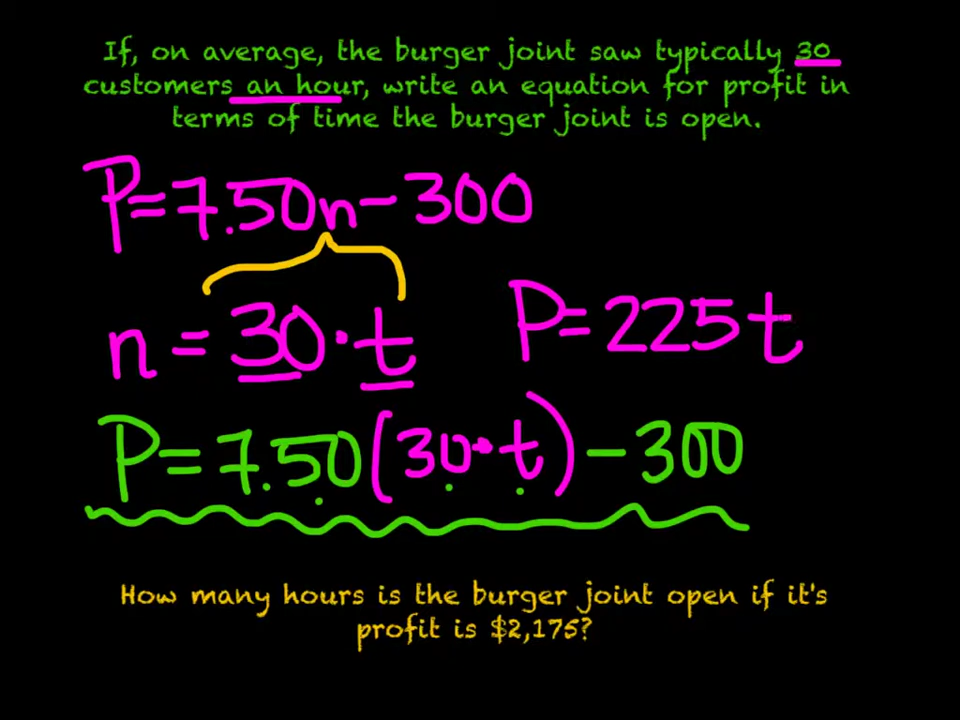 If, on average, the burger joint saw typically 30
customers an hour, write an equation for profit in
terms of time the burger joint is open.
P=7.50n-300
n = 30·t
P=225t
P=7.50(30·t)-300
How many hours is the burger joint open if it's
profit is $2,175?